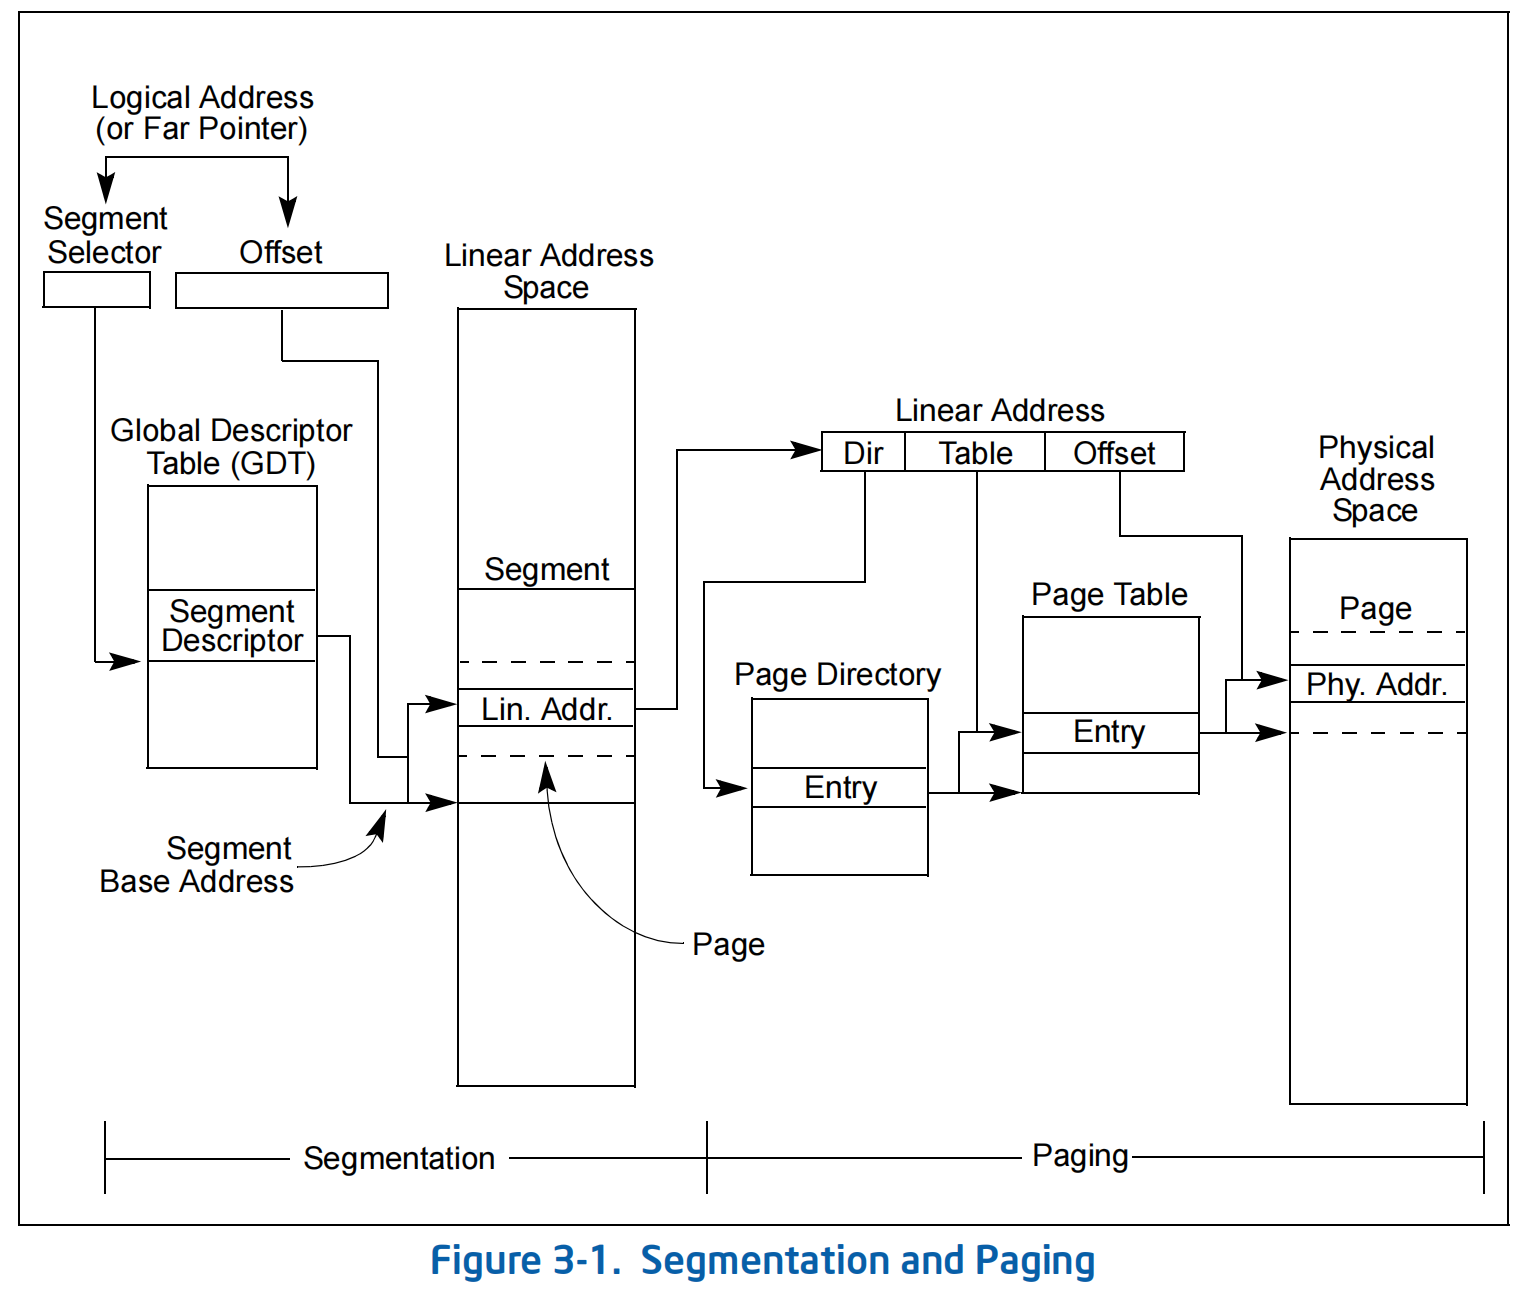 Logical Address
(or Far Pointer)
Segment
Selector
Offset
Linear Address
Space
Global Descriptor
Table (GDT)
Segment
Descriptor
Segment
Lin. Addr.
Segment
Base Address
Page
Linear Address
Dir
Table
Offset
Page Directory
Entry
Page Table
Entry
Physical
Address
Space
Page
Phy. Addr.
Segmentation
Paging
Figure 3-1. Segmentation and Paging